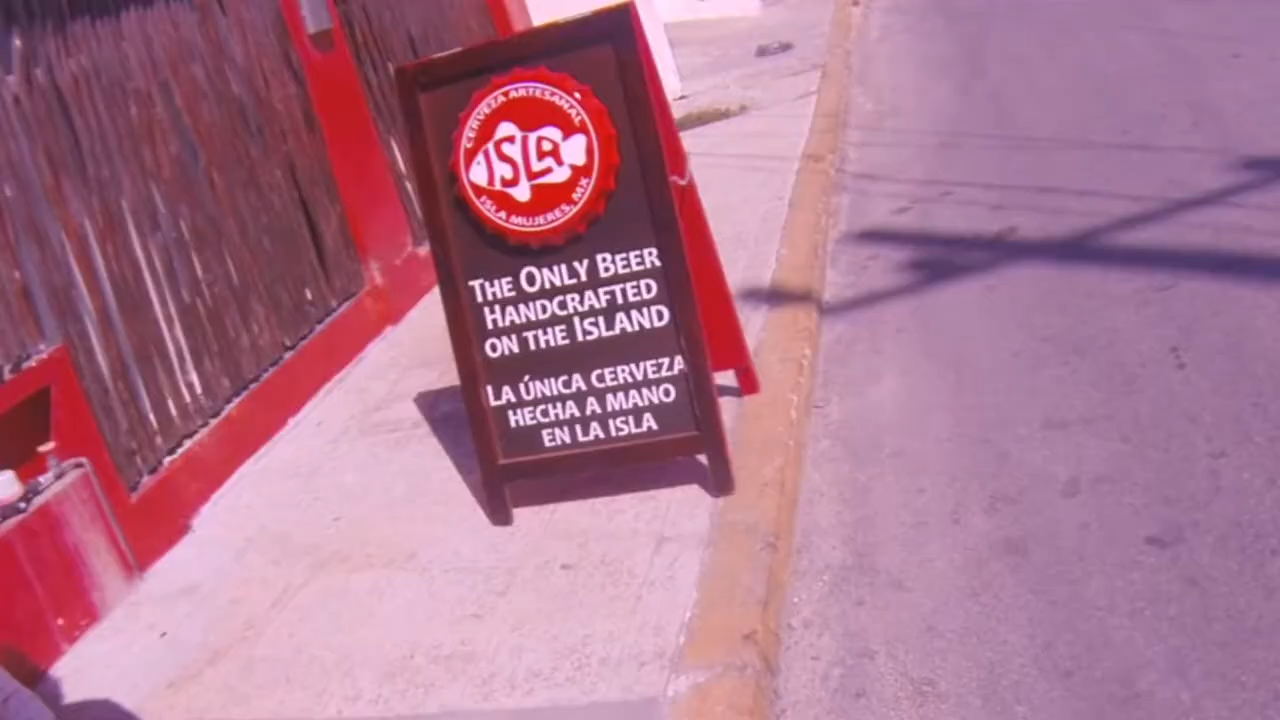 CERVEZA ARTESANAL
ISLA
ISLA MUJERES, MX
THE ONLY BEER
HANDCRAFTED
ON THE ISLAND
LA ÚNICA CERVEZA
HECHA A MANO
EN LA ISLA